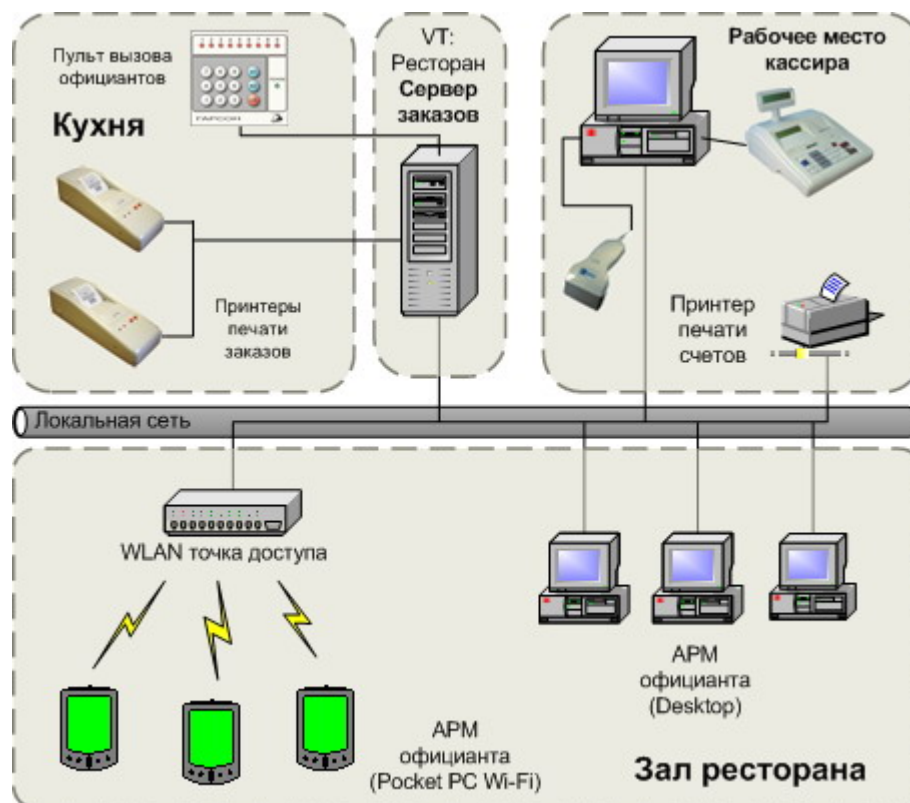 Пульт вызова
официантов
Кухня
Принтеры
печати
заказов
VT:
Ресторан
Сервер
заказов
Рабочее место
кассира
Принтер
печати
счетов
Локальная сеть
WLAN точка доступа
АРМ
официанта
(Pocket PC Wi-Fi)
АРМ
официанта
(Desktop)
Зал ресторана